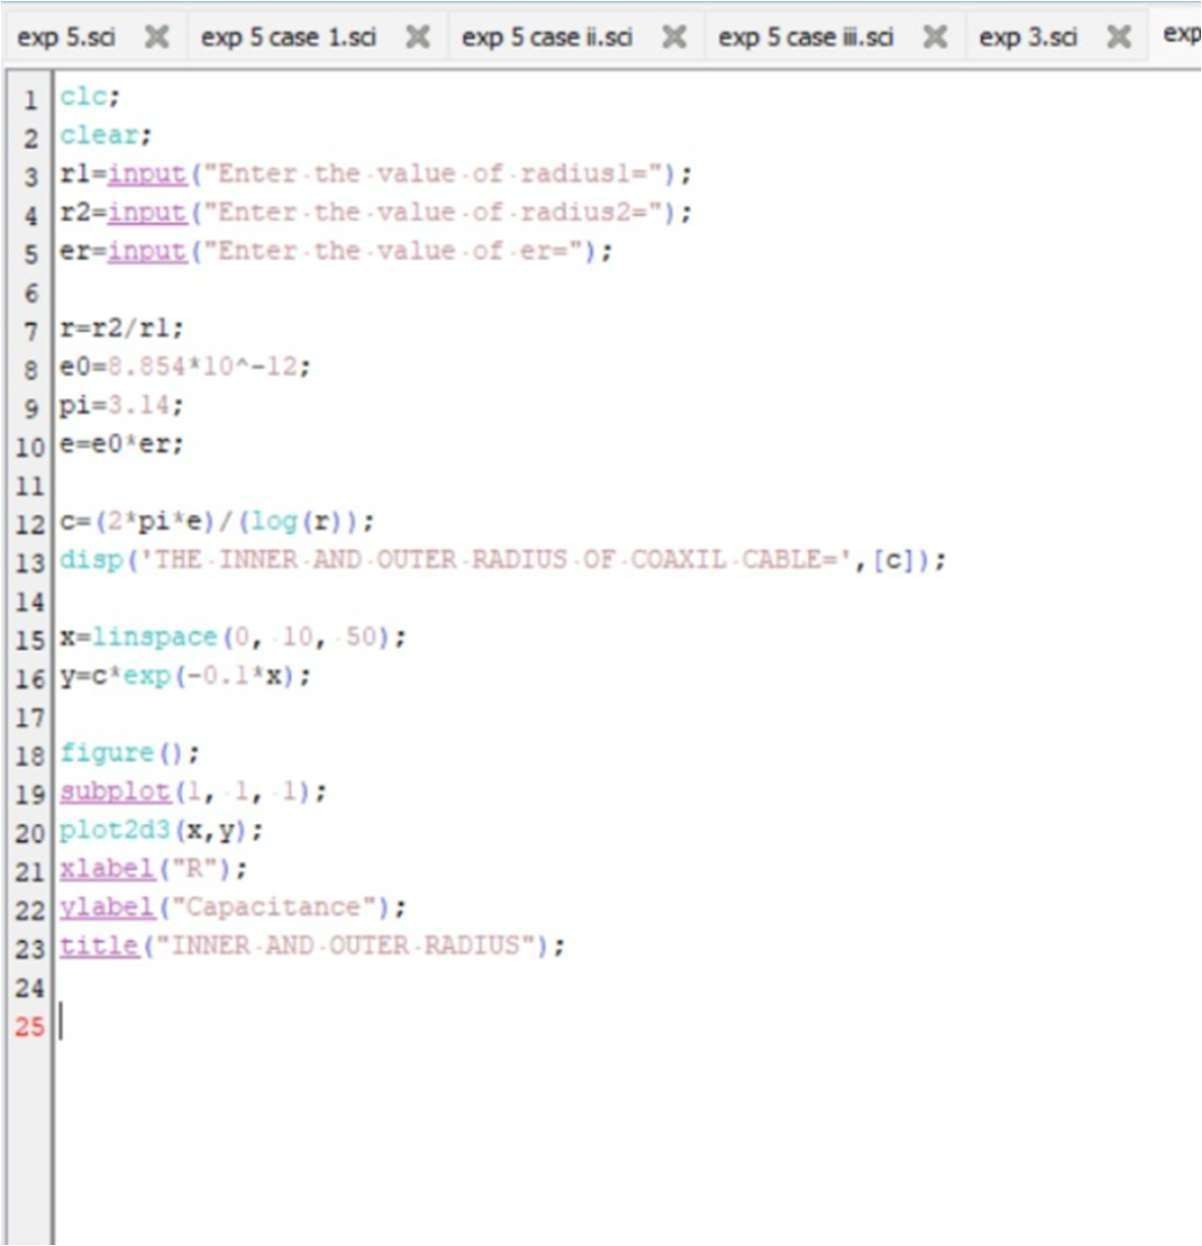 exp 5.sci exp 5 case 1.sci exp 5 case ii.sci exp 5 case iii.sci exp 3.sci exp
1 clc;
2 clear;
3 r1=input("Enter the value of radius1=");
4 r2=input("Enter the value of radius2=");
5 er=input("Enter the value of er=");
6
7 r=r2/r1;
8 e0=8.854*10^-12;
9 pi=3.14;
10 e=e0*er;
11
12 c=(2*pi*e)/(log(r));
13 disp('THE INNER AND OUTER RADIUS OF COAXIL CABLE=',[c]);
14
15 x=linspace(0, 10, 50);
16 y=c*exp(-0.1*x);
17
18 figure();
19 subplot(1, 1, 1);
20 plot2d3(x,y);
21 xlabel("R");
22 ylabel("Capacitance");
23 title("INNER AND OUTER RADIUS");
24
25